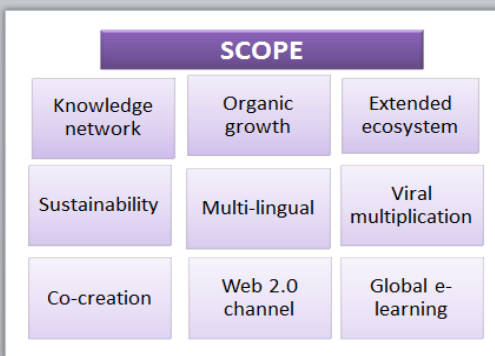 SCOPE
Knowledge
network
Organic
growth
Extended
ecosystem
Sustainability
Multi-lingual
Viral
multiplication
Co-creation
Web 2.0
channel
Global e-
learning